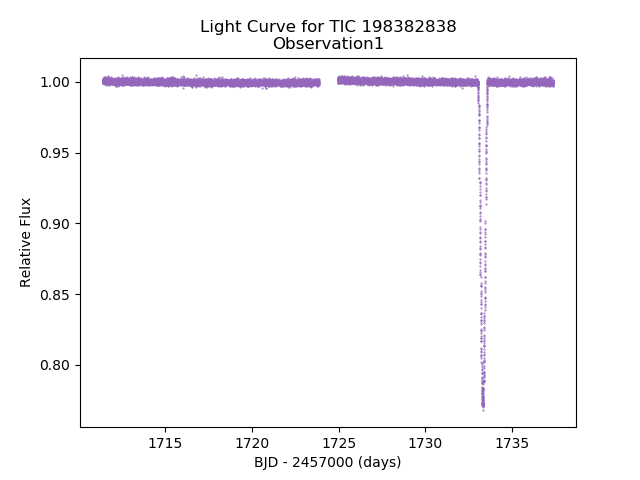 Light Curve for TIC 198382838
Observation1
1.00
0.95
0.90
0.85
0.80
Relative Flux
1715 1720 1725 1730 1735
BJD - 2457000 (days)